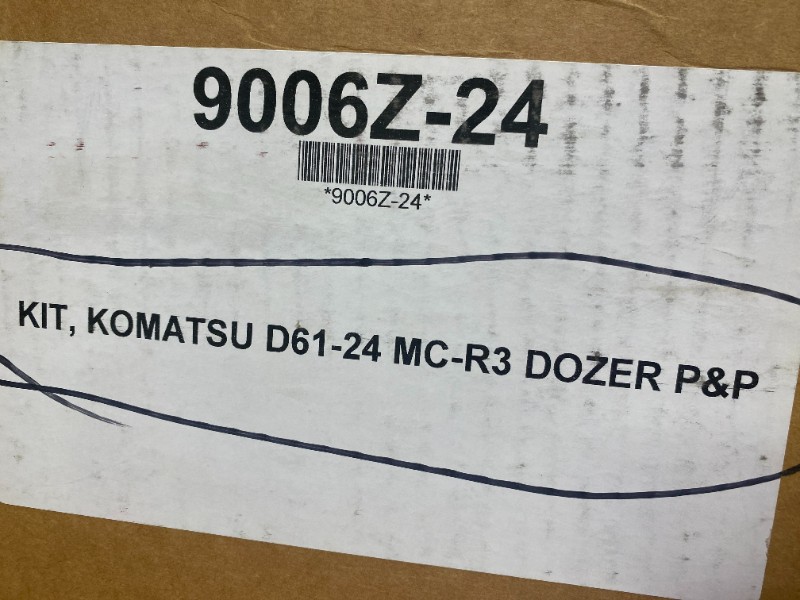 9006Z-24
*9006Z-24*
KIT, KOMATSU D61-24 MC-R3 DOZER P&P